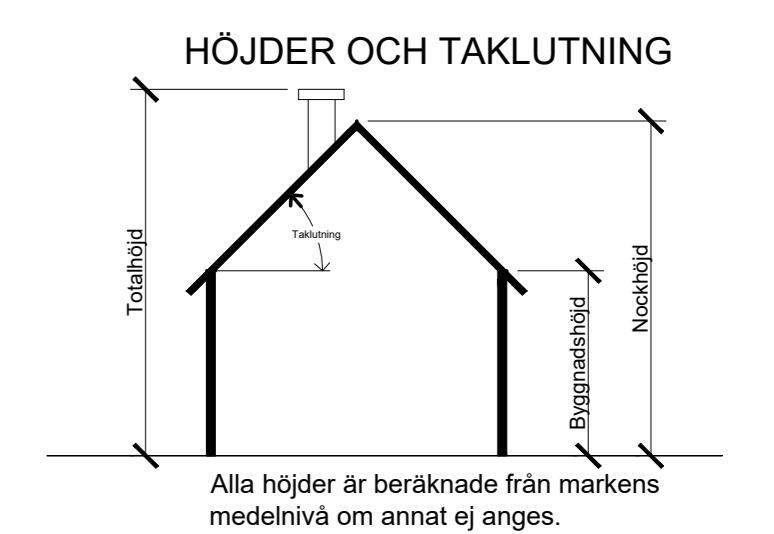 HÖJDER OCH TAKLUTNING
Totalhöjd
Taklutning
Byggnadshöjd
Nockhöjd
Alla höjder är beräknade från markens
medelnivå om annat ej anges.